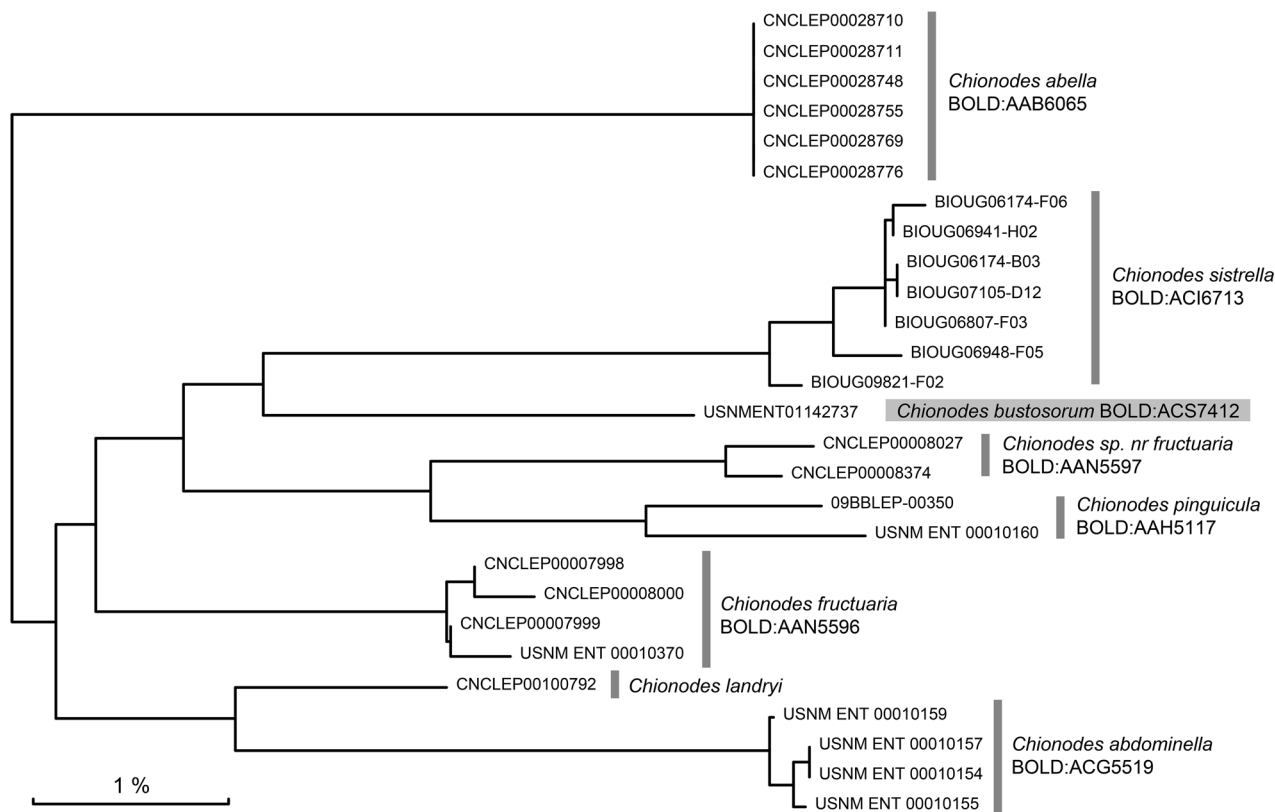 CNCLEP00028710
CNCLEP00028711
CNCLEP00028748
CNCLEP00028755
CNCLEP00028769
CNCLEP00028776
Chionodes abella
BOLD:AAB6065
BIOUG06174-F06
BIOUG06941-H02
BIOUG06174-B03
BIOUG07105-D12
BIOUG06807-F03
BIOUG06948-F05
BIOUG09821-F02
Chionodes sistrella
BOLD:ACI6713
USNMENT01142737 Chionodes bustosorum BOLD:ACS7412
CNCLEP00008027
CNCLEP00008374
Chionodes sp. nr fructuaria
BOLD:AAN5597
09BBLEP-00350
USNM ENT 00010160
Chionodes pinguicula
BOLD:AAH5117
CNCLEP00007998
CNCLEP00008000
CNCLEP00007999
USNM ENT 00010370
Chionodes fructuaria
BOLD:AAN5596
CNCLEP00100792 Chionodes landryi
USNM ENT 00010159
USNM ENT 00010157
USNM ENT 00010154
USNM ENT 00010155
Chionodes abdominella
BOLD:ACG5519
1 %